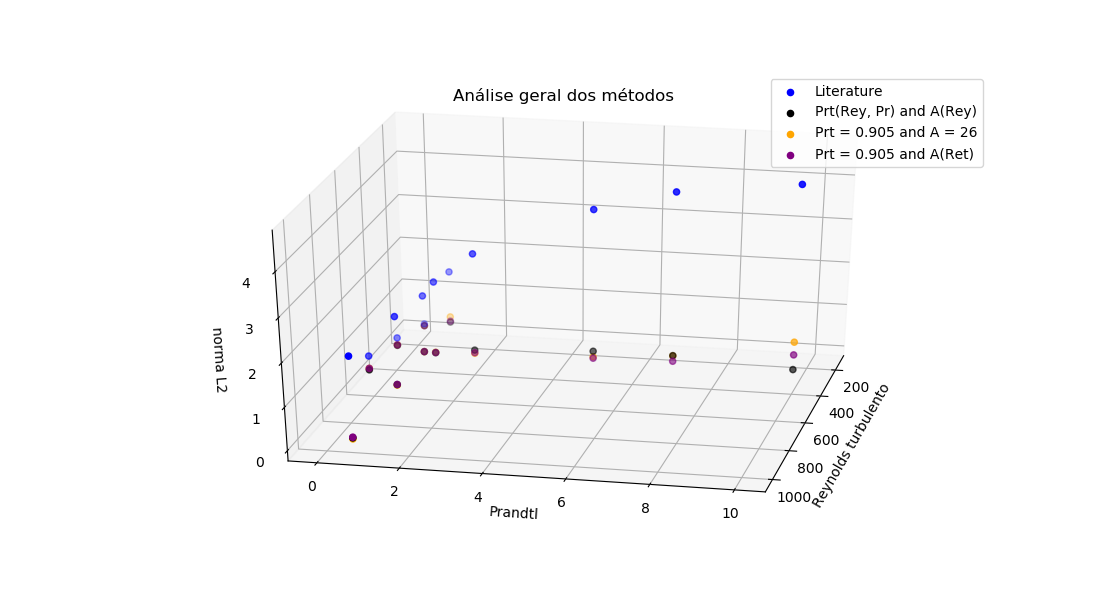 Análise geral dos métodos
Literature
Prt(Rey, Pr) and A(Rey)
Prt = 0.905 and A = 26
Prt = 0.905 and A(Ret)
4
3
2
1
0
norma L2
0
2
4
6
8
10
Prandtl
200
400
600
800
1000
Reynolds turbulento